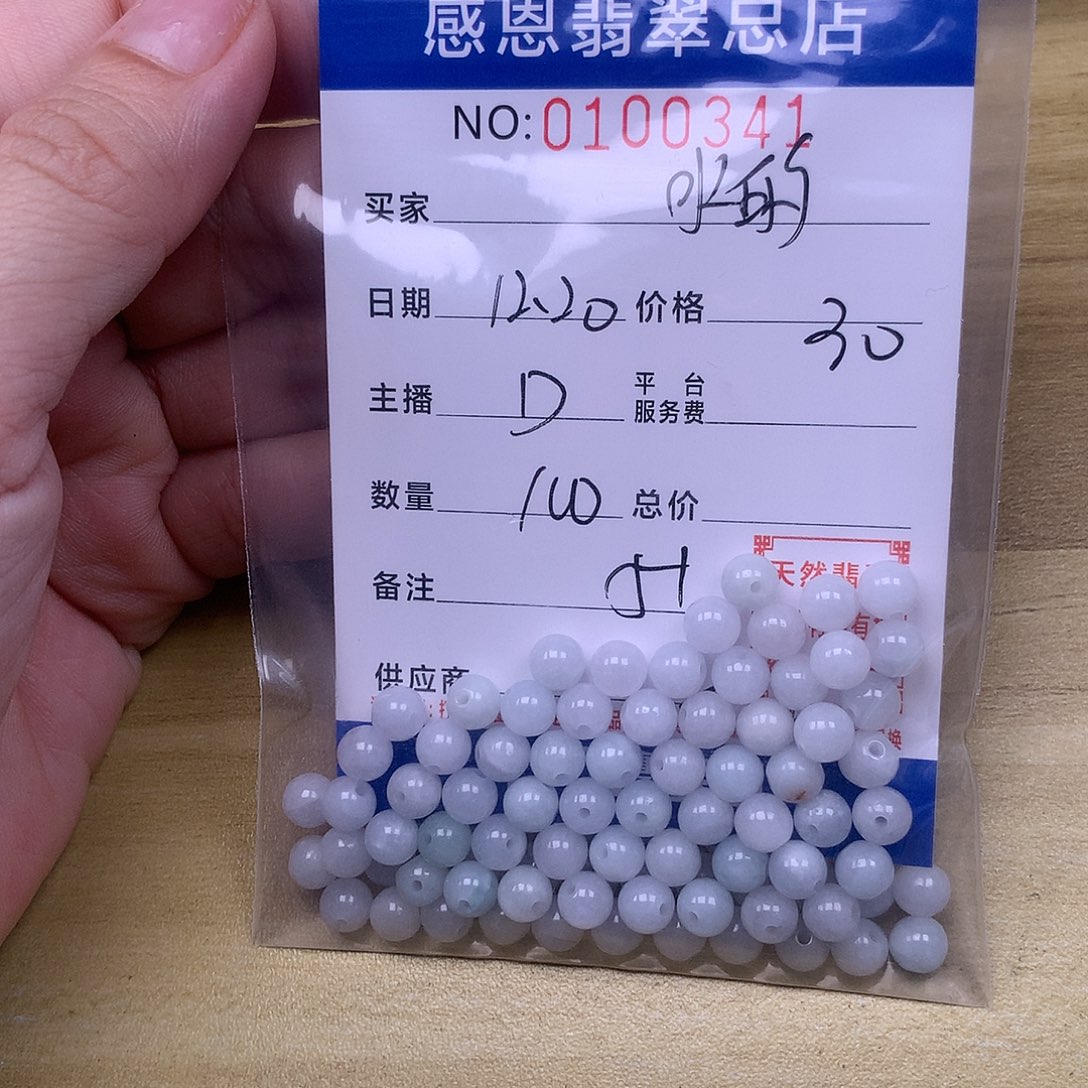 感恩翡翠总店
NO:0100341
买家
日期 12.20 价格 30
主播 D 平台服务费
数量 100 总价
备注
供应商
天然翡
有